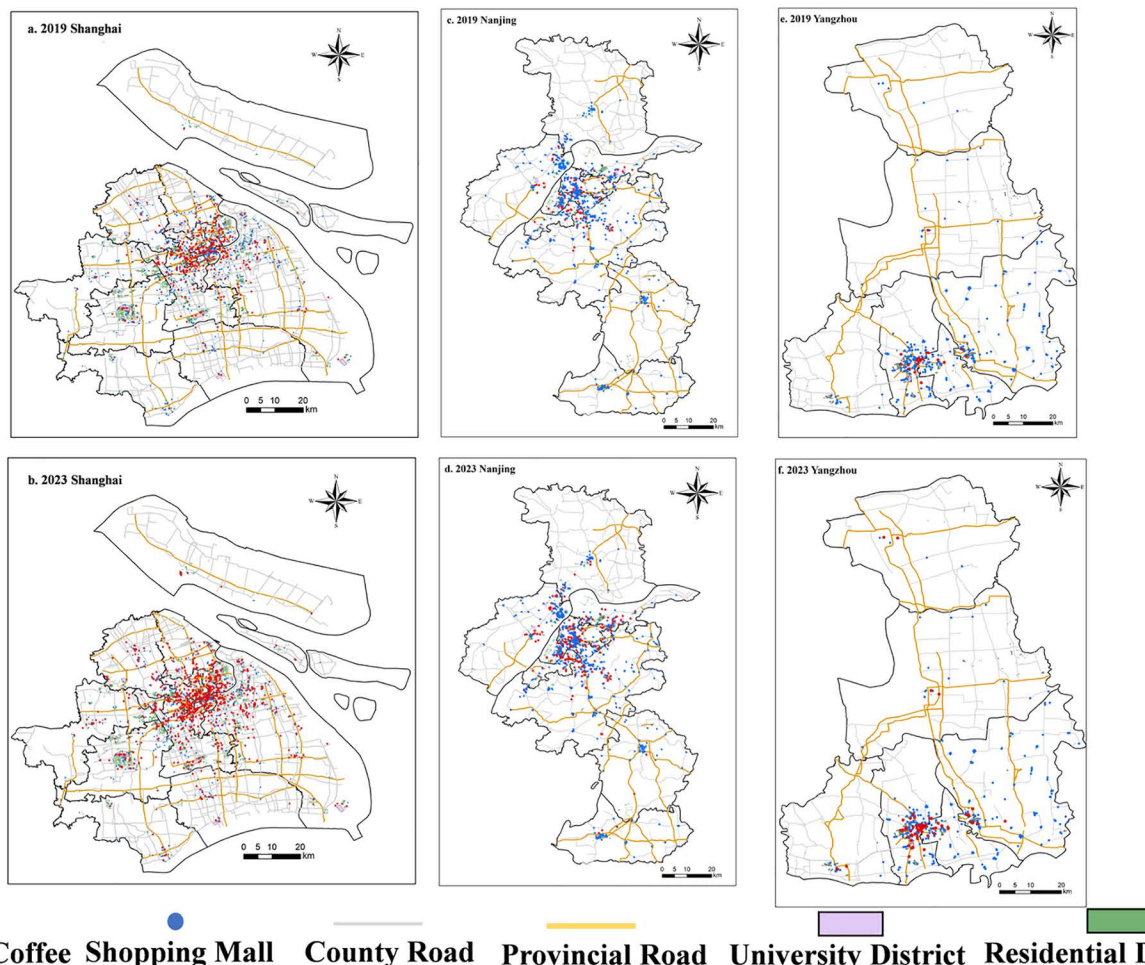 a. 2019 Shanghai
N
W
E
S
0 5 10 20
km
c. 2019 Nanjing
N
W
E
S
0 5 10 20
km
e. 2019 Yangzhou
N
W
E
S
0 5 10 20
km
b. 2023 Shanghai
N
W
E
S
0 5 10 20
km
d. 2023 Nanjing
N
W
E
S
0 5 10 20
km
f. 2023 Yangzhou
N
W
E
S
0 5 10 20
km
Coffee Shopping Mall County Road Provincial Road University District Residential